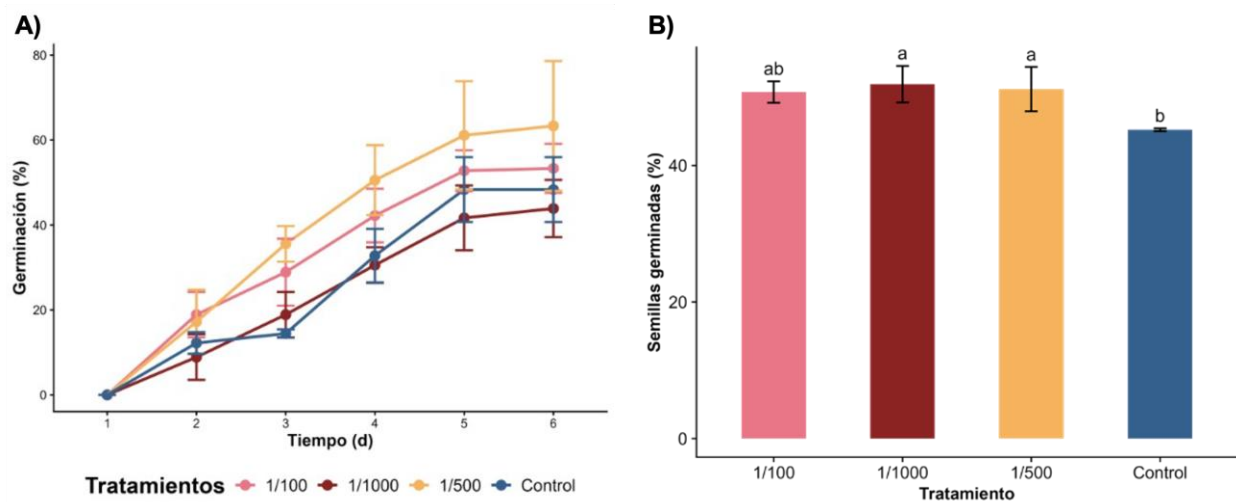 A)
Germinación (%)
80
60
40
20
0
1 2 3 4 5 6
Tiempo (d)
Tratamientos 1/100 1/1000 1/500 Control
B)
Semillas germinadas (%)
40
20
0
ab a a b
1/100 1/1000 1/500 Control
Tratamiento